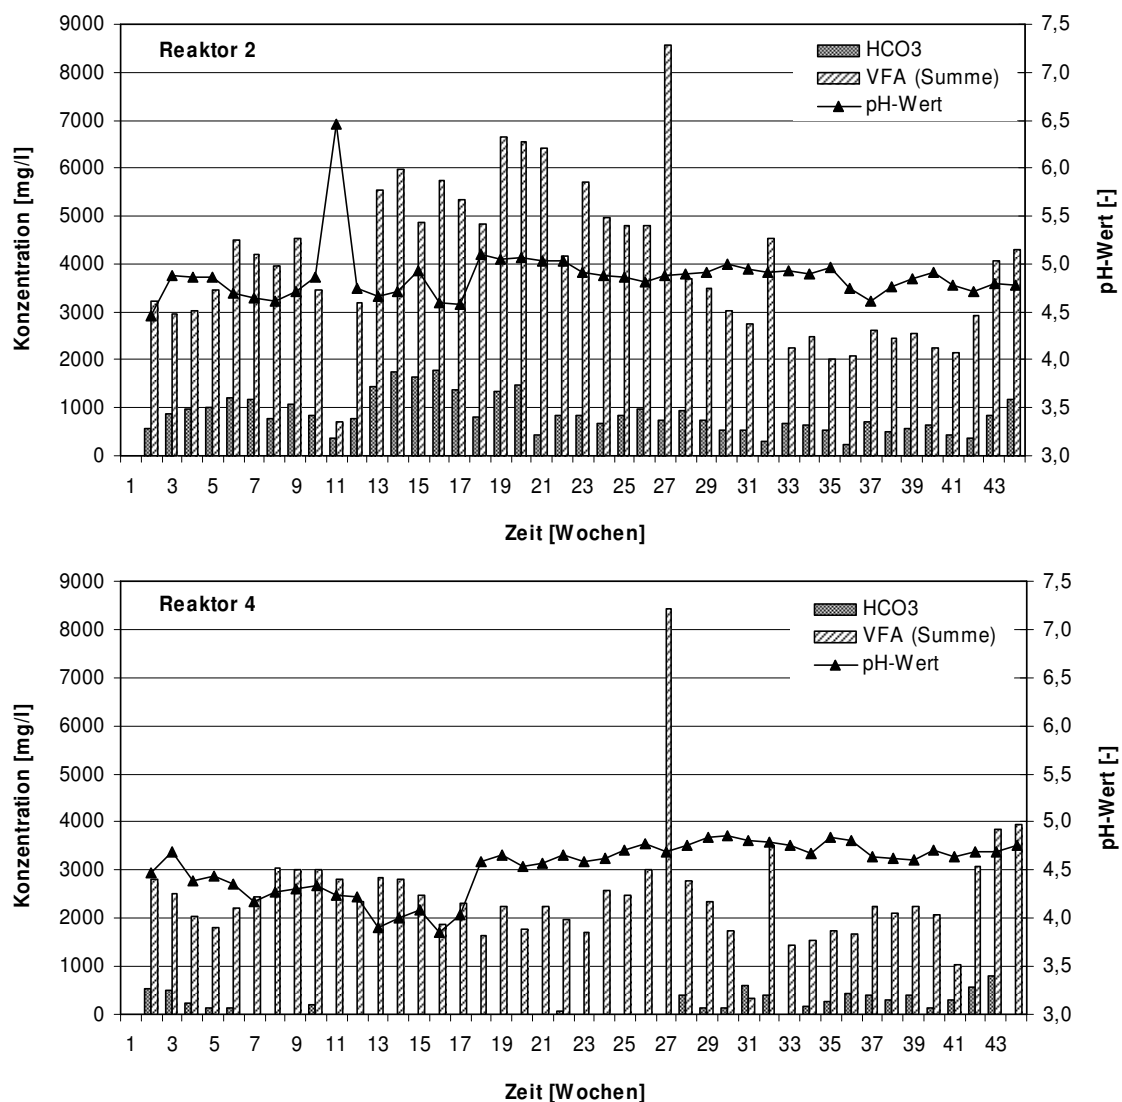 Reaktor 2
HCO3
VFA (Summe)
pH-Wert
Konzentration [mg/l]
9000
8000
7000
6000
5000
4000
3000
2000
1000
0
7,5
7,0
6,5
6,0
5,5
5,0
4,5
4,0
3,5
3,0
pH-Wert [-]
1 3 5 7 9 11 13 15 17 19 21 23 25 27 29 31 33 35 37 39 41 43
Zeit [Wochen]
Reaktor 4
HCO3
VFA (Summe)
pH-Wert
Konzentration [mg/l]
9000
8000
7000
6000
5000
4000
3000
2000
1000
0
7,5
7,0
6,5
6,0
5,5
5,0
4,5
4,0
3,5
3,0
pH-Wert [-]
1 3 5 7 9 11 13 15 17 19 21 23 25 27 29 31 33 35 37 39 41 43
Zeit [Wochen]